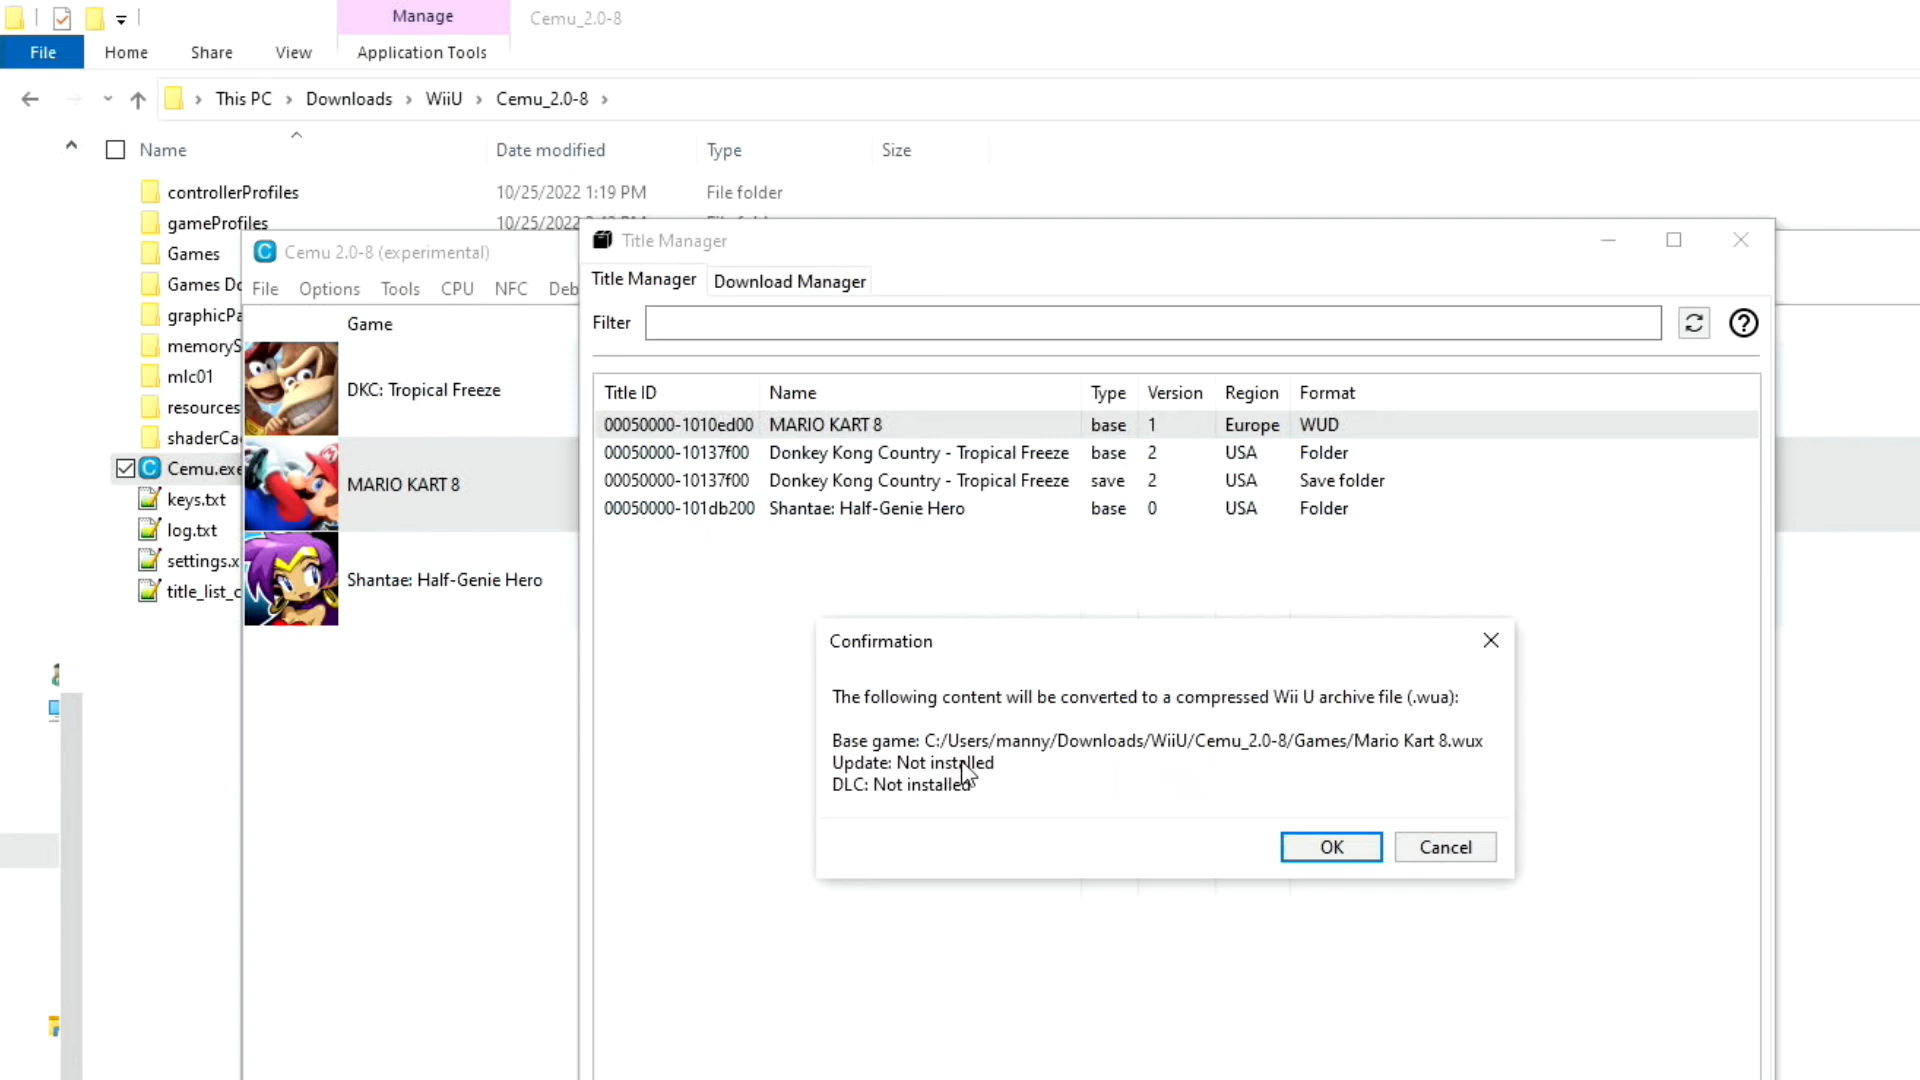 Manage
Cemu_2.0-8
File
Home
Share
View
Application Tools
This PC
Downloads
WiiU
Cemu_2.0-8
Name
Date modified
Type
Size
controllerProfiles
10/25/2022 1:19 PM
File folder
gameProfiles
10/25/2022
Games
Games Do
graphicPa
memoryS
mlc01
resources
shaderCa
Cemu.exe
keys.txt
log.txt
settings.x
title_list_c
Cemu 2.0-8 (experimental)
File
Options
Tools
CPU
NFC
Deb
Game
DKC: Tropical Freeze
MARIO KART 8
Shantae: Half-Genie Hero
Title Manager
Title Manager
Download Manager
Filter
Title ID Name Type Version Region Format
00050000-1010ed00 MARIO KART 8 base 1 Europe WUD
00050000-10137f00 Donkey Kong Country - Tropical Freeze base 2 USA Folder
00050000-10137f00 Donkey Kong Country - Tropical Freeze save 2 USA Save folder
00050000-101db200 Shantae: Half-Genie Hero base 0 USA Folder
Confirmation
The following content will be converted to a compressed Wii U archive file (.wua):
Base game: C:/Users/manny/Downloads/WiiU/Cemu_2.0-8/Games/Mario Kart 8.wux
Update: Not installed
DLC: Not installed
OK
Cancel